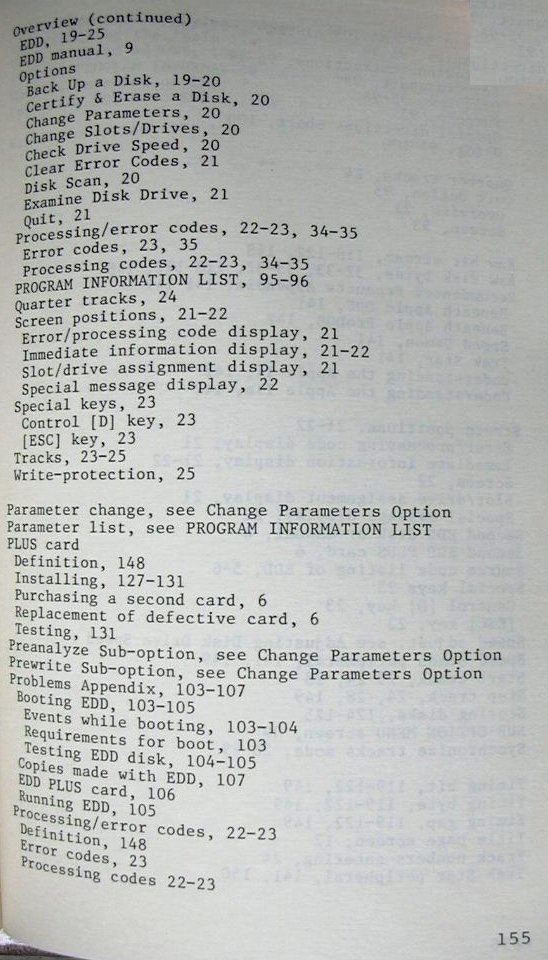 Overview (continued)
EDD, 19-25
EDD manual, 9
Options
Back Up a Disk, 19-20
Certify & Erase a Disk, 20
Change Parameters, 20
Change Slots/Drives, 20
Check Drive Speed, 20
Clear Error Codes, 21
Disk Scan, 20
Examine Disk Drive, 21
Quit, 21
Processing/error codes, 22-23, 34-35
Error codes, 23, 35
Processing codes, 22-23, 34-35
PROGRAM INFORMATION LIST, 95-96
Quarter tracks, 24
Screen positions, 21-22
Error/processing code display, 21
Immediate information display, 21-22
Slot/drive assignment display, 21
Special message display, 22
Special keys, 23
Control [D] key, 23
[ESC] key, 23
Tracks, 23-25
Write-protection, 25
Parameter change, see Change Parameters Option
Parameter list, see PROGRAM INFORMATION LIST
PLUS card
Definition, 148
Installing, 127-131
Purchasing a second card, 6
Replacement of defective card, 6
Testing, 131
Preanalyze Sub-option, see Change Parameters Option
Prewrite Sub-option, see Change Parameters Option
Problems Appendix, 103-107
Booting EDD, 103-105
Events while booting, 103-104
Requirements for boot, 103
Testing EDD disk, 104-105
Copies made with EDD, 107
EDD PLUS card, 106
Running EDD, 105
Processing/error codes, 22-23
Definition, 148
Error codes, 23
Processing codes 22-23
155